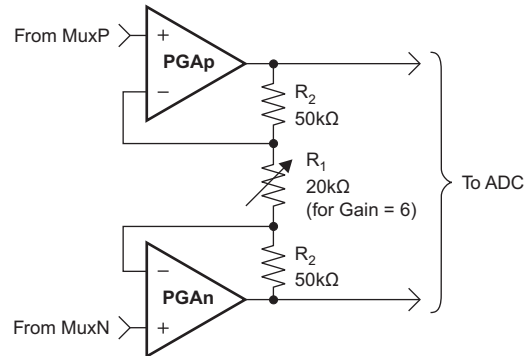 From MuxP
+
PGAp
−
R2
50kΩ
R1
20kΩ
(for Gain = 6)
To ADC
R2
50kΩ
−
PGAn
From MuxN
+